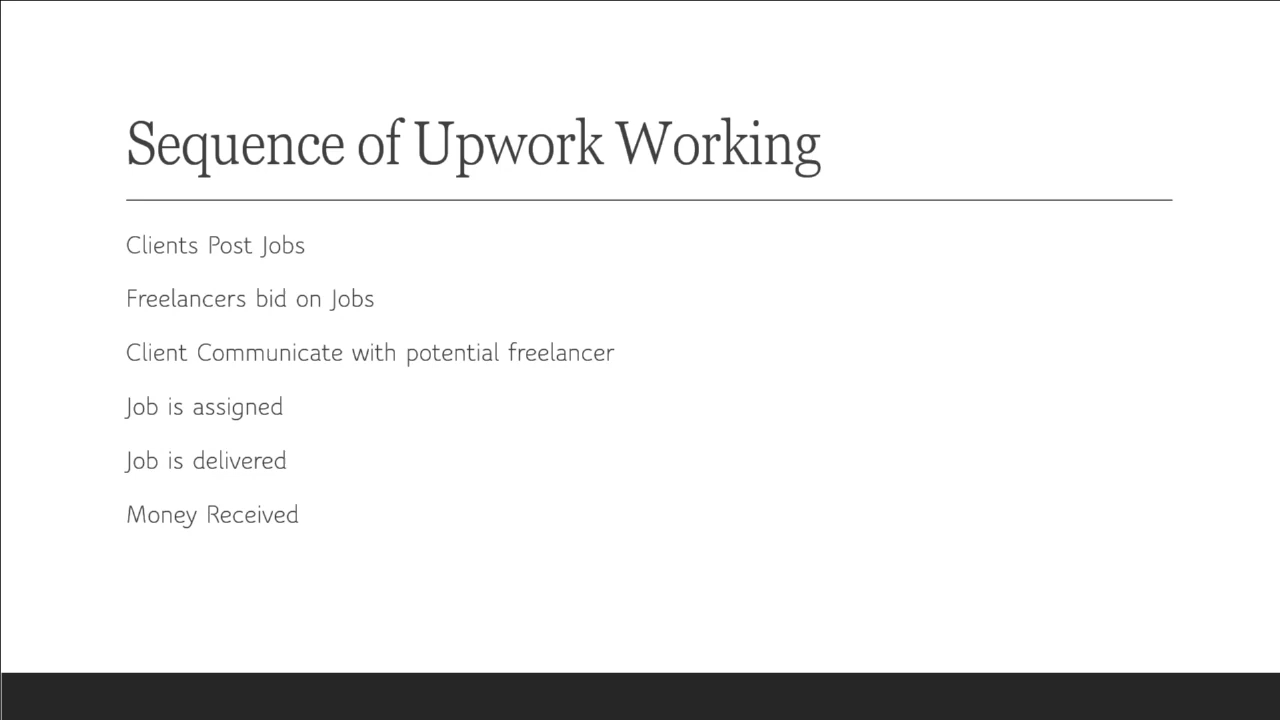 Sequence of Upwork Working
Clients Post Jobs
Freelancers bid on Jobs
Client Communicate with potential freelancer
Job is assigned
Job is delivered
Money Received